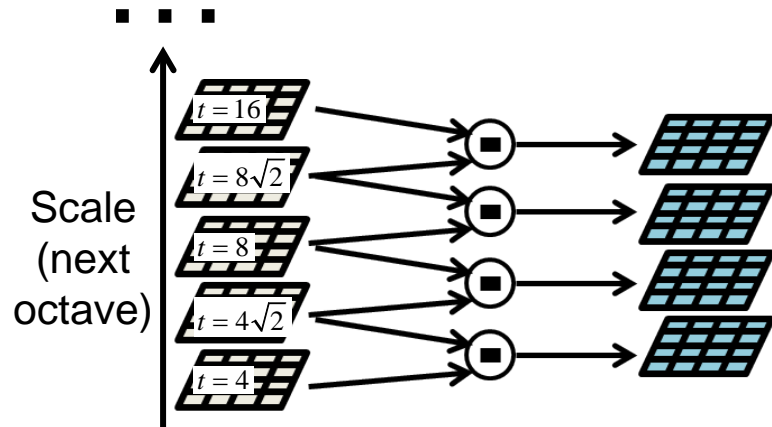 . . .
t = 16
t = 8√2
Scale
(next
octave)
t = 8
t = 4√2
t = 4